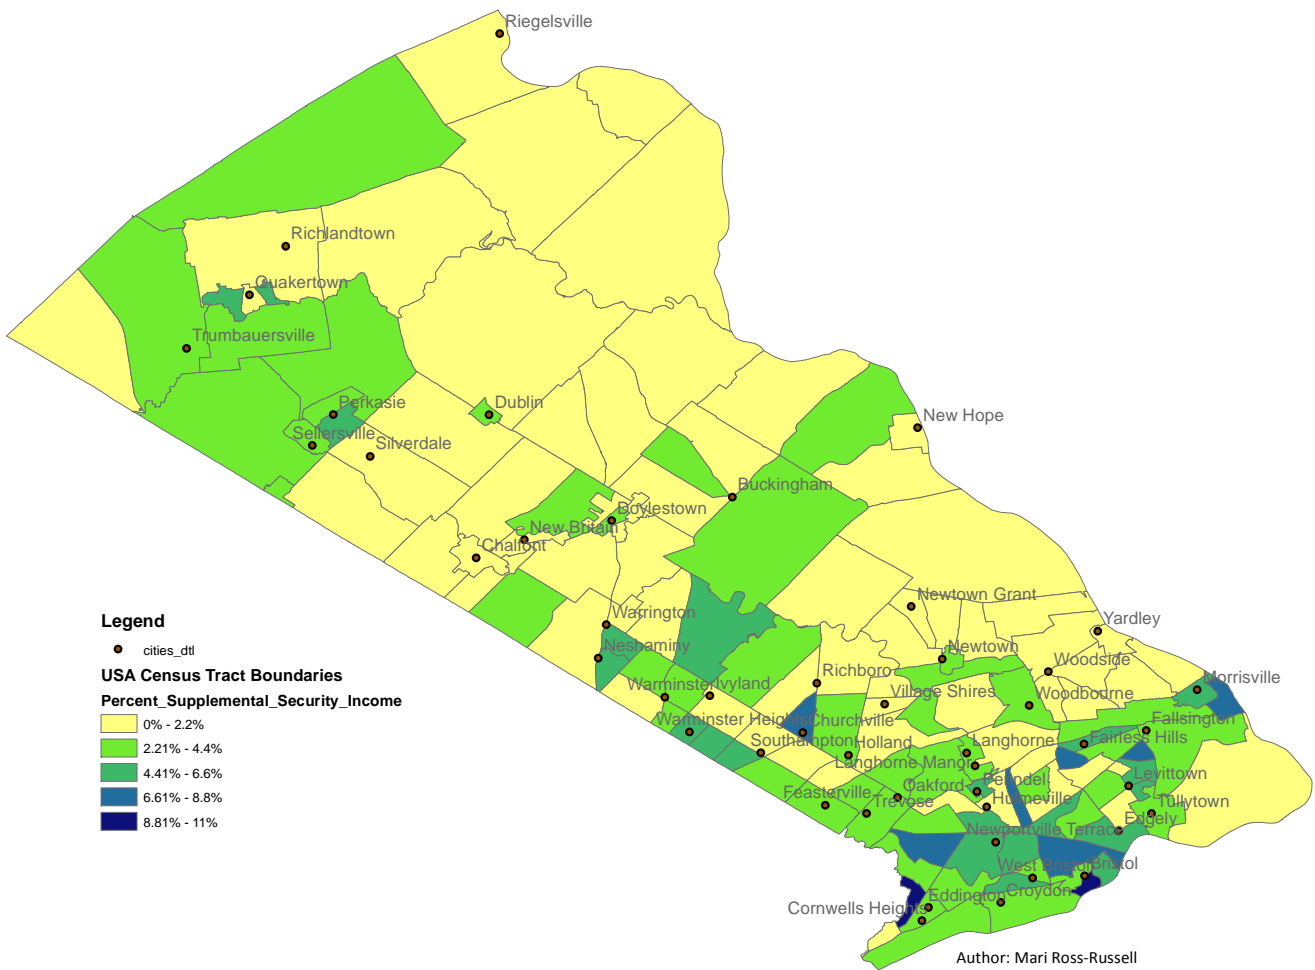 Riegelsville
Richlandtown
Quakertown
Trumbauersville
Perkasie
Dublin
Sellersville
Silverdale
New Hope
Buckingham
Doylestown
New Britain
Chalfont
Newtown Grant
Warrington
Yardley
Neshaminy
Newtown
Woodside
Richboro
Morrisville
Warminster
Ivyland
Village Shires
Woodbourne
Warminster Heights
Churchville
Fallsington
Southampton
Holland
Langhorne
Fairless Hills
Langhorne Manor
Levittown
Penndel
Oakford
Feasterville
Trevose
Hulmeville
Tullytown
Edgely
Newportville Terrace
West Bristol
Bristol
Eddington
Croydon
Cornwells Heights
Legend
cities_dtl
USA Census Tract Boundaries
Percent_Supplemental_Security_Income
0% - 2.2%
2.21% - 4.4%
4.41% - 6.6%
6.61% - 8.8%
8.81% - 11%
Author: Mari Ross-Russell